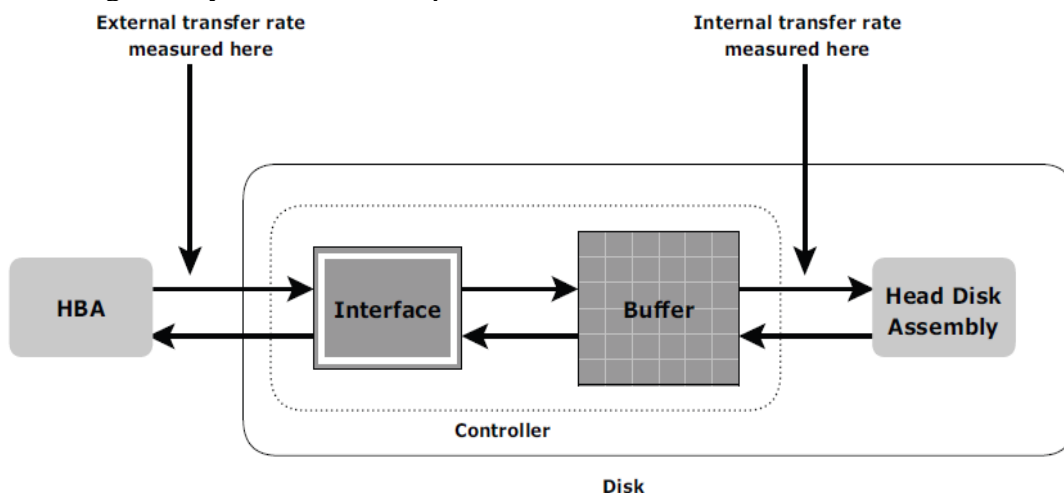 External transfer rate
measured here
Internal transfer rate
measured here
HBA
Interface
Buffer
Head Disk
Assembly
Controller
Disk